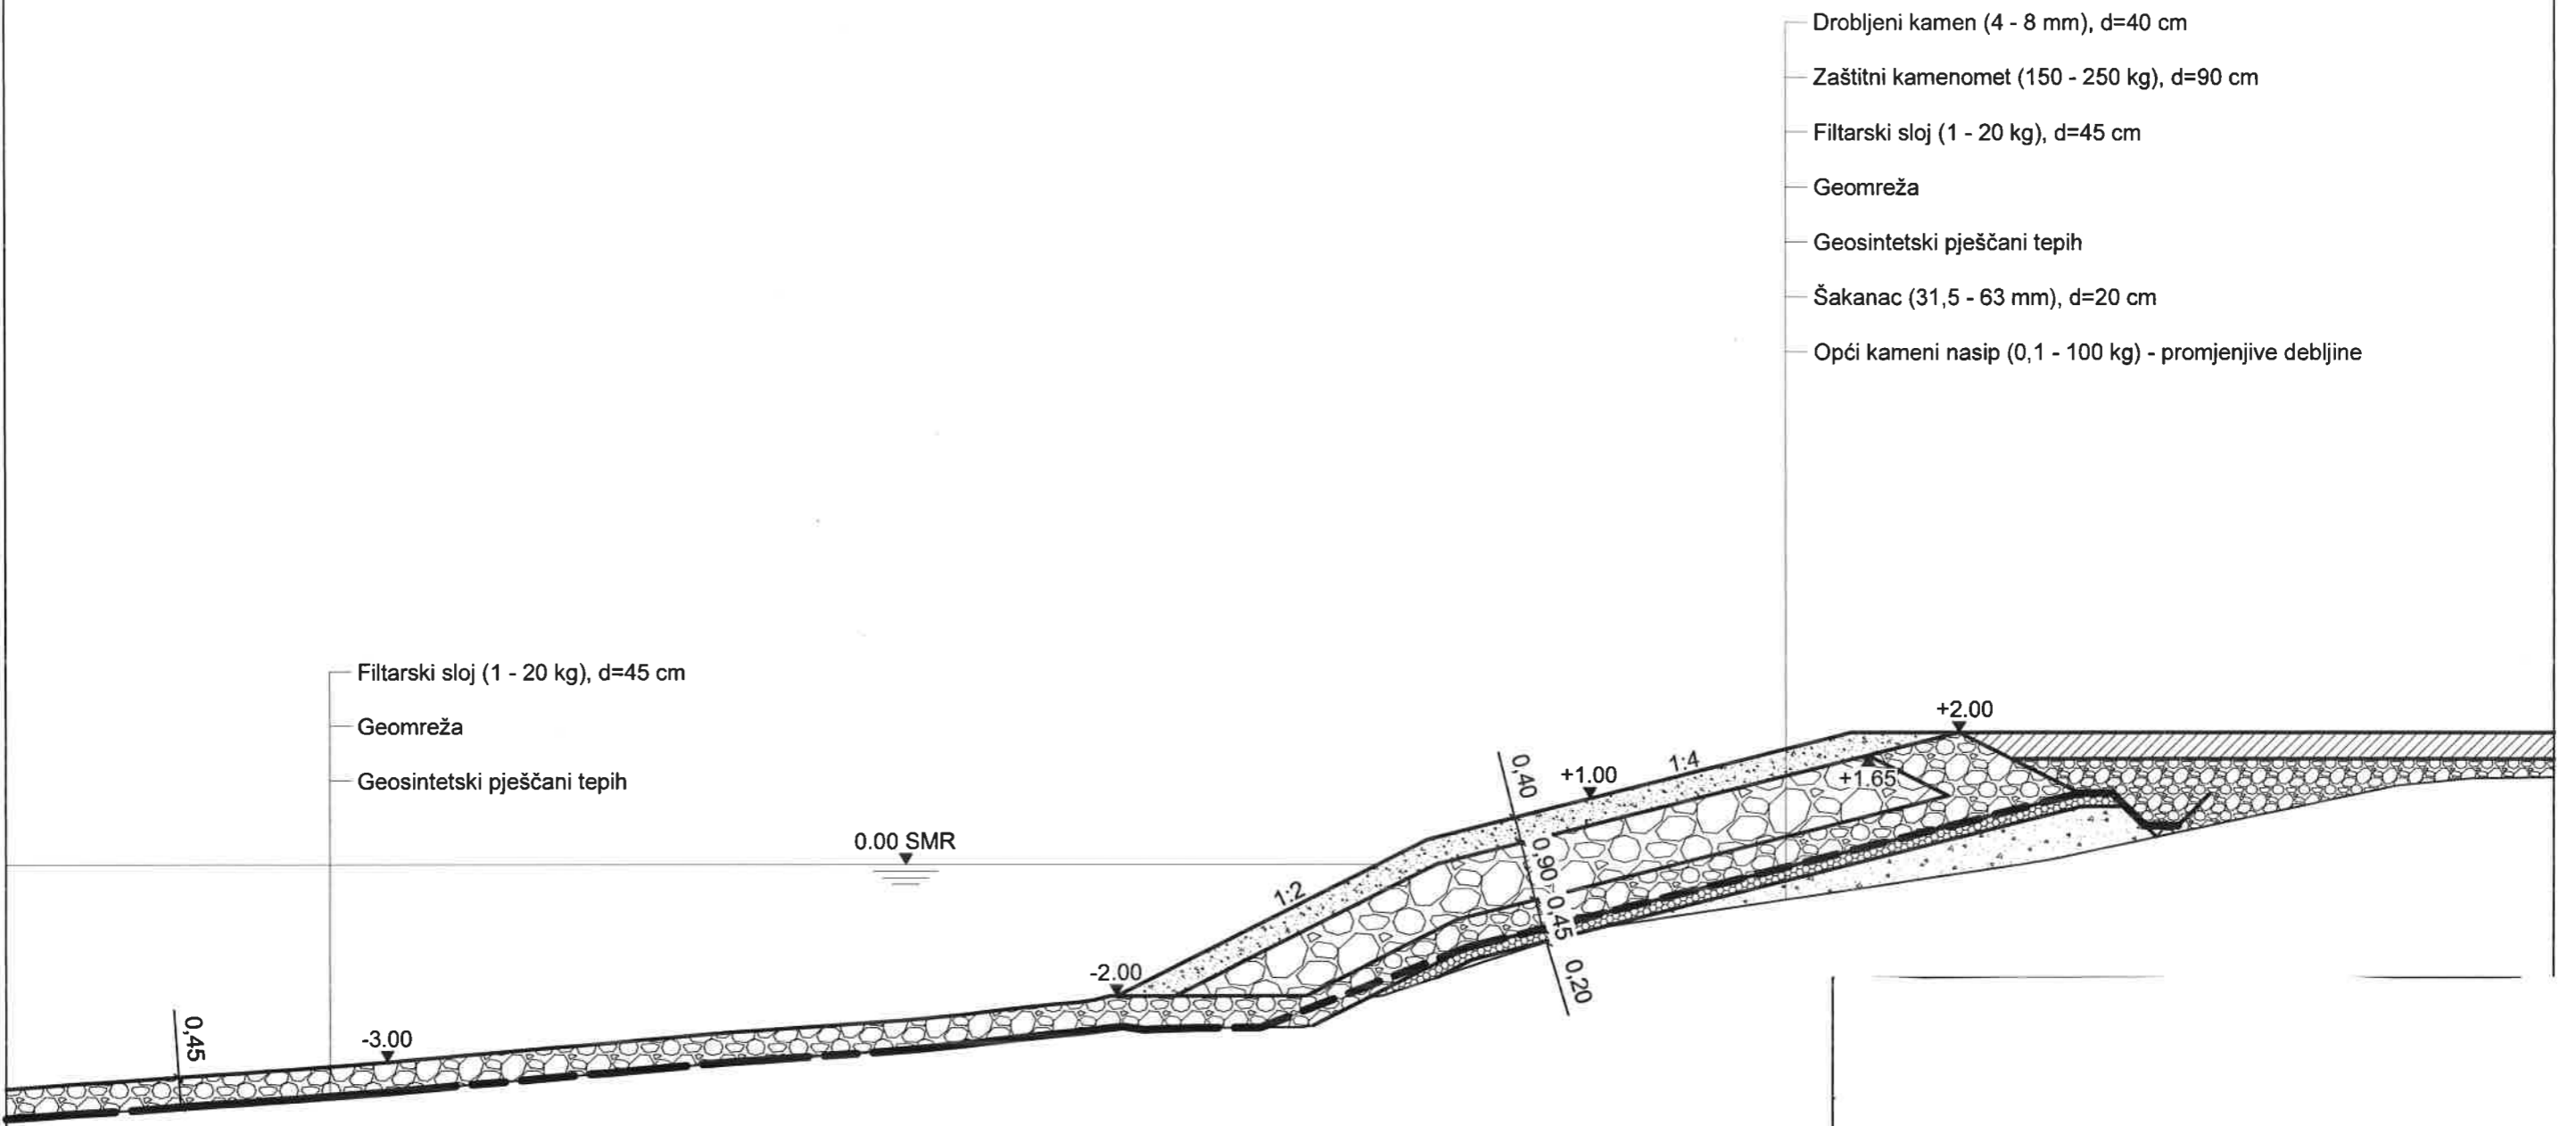 Drobljeni kamen (4 - 8 mm), d=40 cm
Zaštitni kamenomet (150 - 250 kg), d=90 cm
Filtarski sloj (1 - 20 kg), d=45 cm
Geomreža
Geosintetski pješčani tepih
Šakanac (31,5 - 63 mm), d=20 cm
Opći kameni nasip (0,1 - 100 kg) - promjenjive debljine
Filtarski sloj (1 - 20 kg), d=45 cm
Geomreža
Geosintetski pješčani tepih
0.00 SMR
+2.00
+1.00
1:4
+1.65
0,40
0,90
0,45
0,20
1:2
-2.00
-3.00
0,45